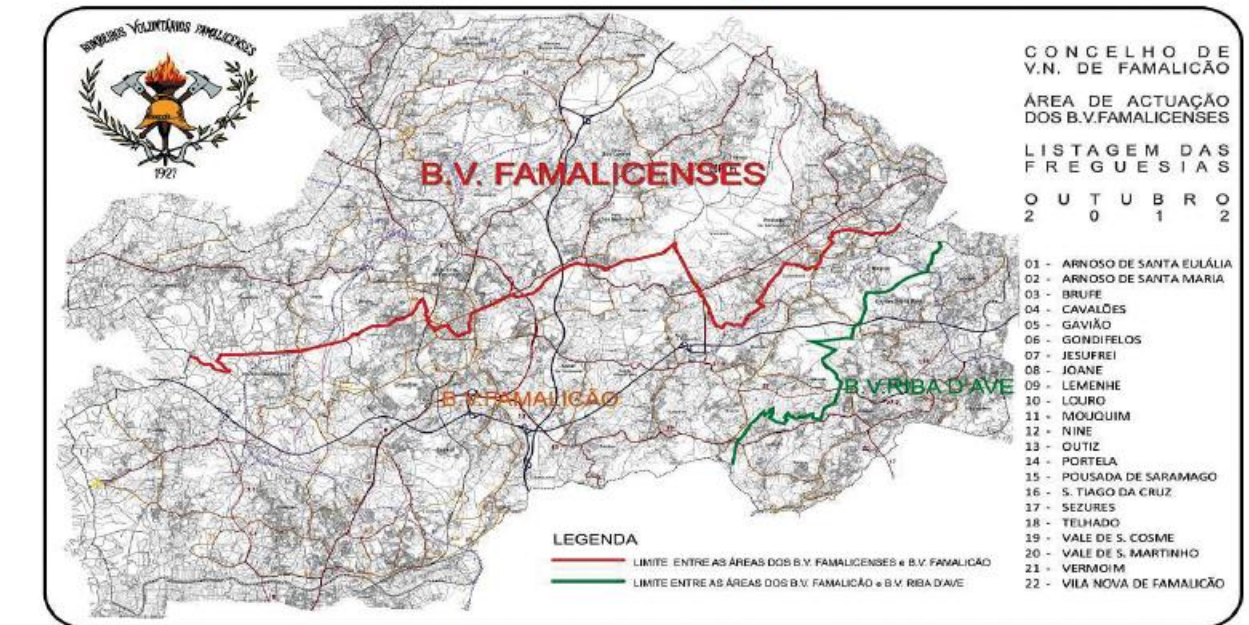 BOMBEIROS VOLUNTÁRIOS FAMALICENSES
1927
B.V. FAMALICENSES
B.V.FAMALICÃO
B.V.RIBA D'AVE
CONCELHO DE
V.N. DE FAMALICÃO
ÁREA DE ACTUAÇÃO
DOS B.V.FAMALICENSES
LISTAGEM DAS
FREGUESIAS
OUTUBRO
2012
01 - ARNOSO DE SANTA EULÁLIA
02 - ARNOSO DE SANTA MARIA
03 - BRUFE
04 - CAVALÕES
05 - GAVIÃO
06 - GONDIFELOS
07 - JESUFREI
08 - JOANE
09 - LEMENHE
10 - LOURO
11 - MOUQUIM
12 - NINE
13 - OUTIZ
14 - PORTELA
15 - POUSADA DE SARAMAGO
16 - S. TIAGO DA CRUZ
17 - SEZURES
18 - TELHADO
19 - VALE DE S. COSME
20 - VALE DE S. MARTINHO
21 - VERMOIM
22 - VILA NOVA DE FAMALICÃO
LEGENDA
LIMITE ENTRE AS ÁREAS DOS B.V. FAMALICENSES e B.V. FAMALICÃO
LIMITE ENTRE AS ÁREAS DOS B.V. FAMALICÃO e B.V. RIBA D'AVE